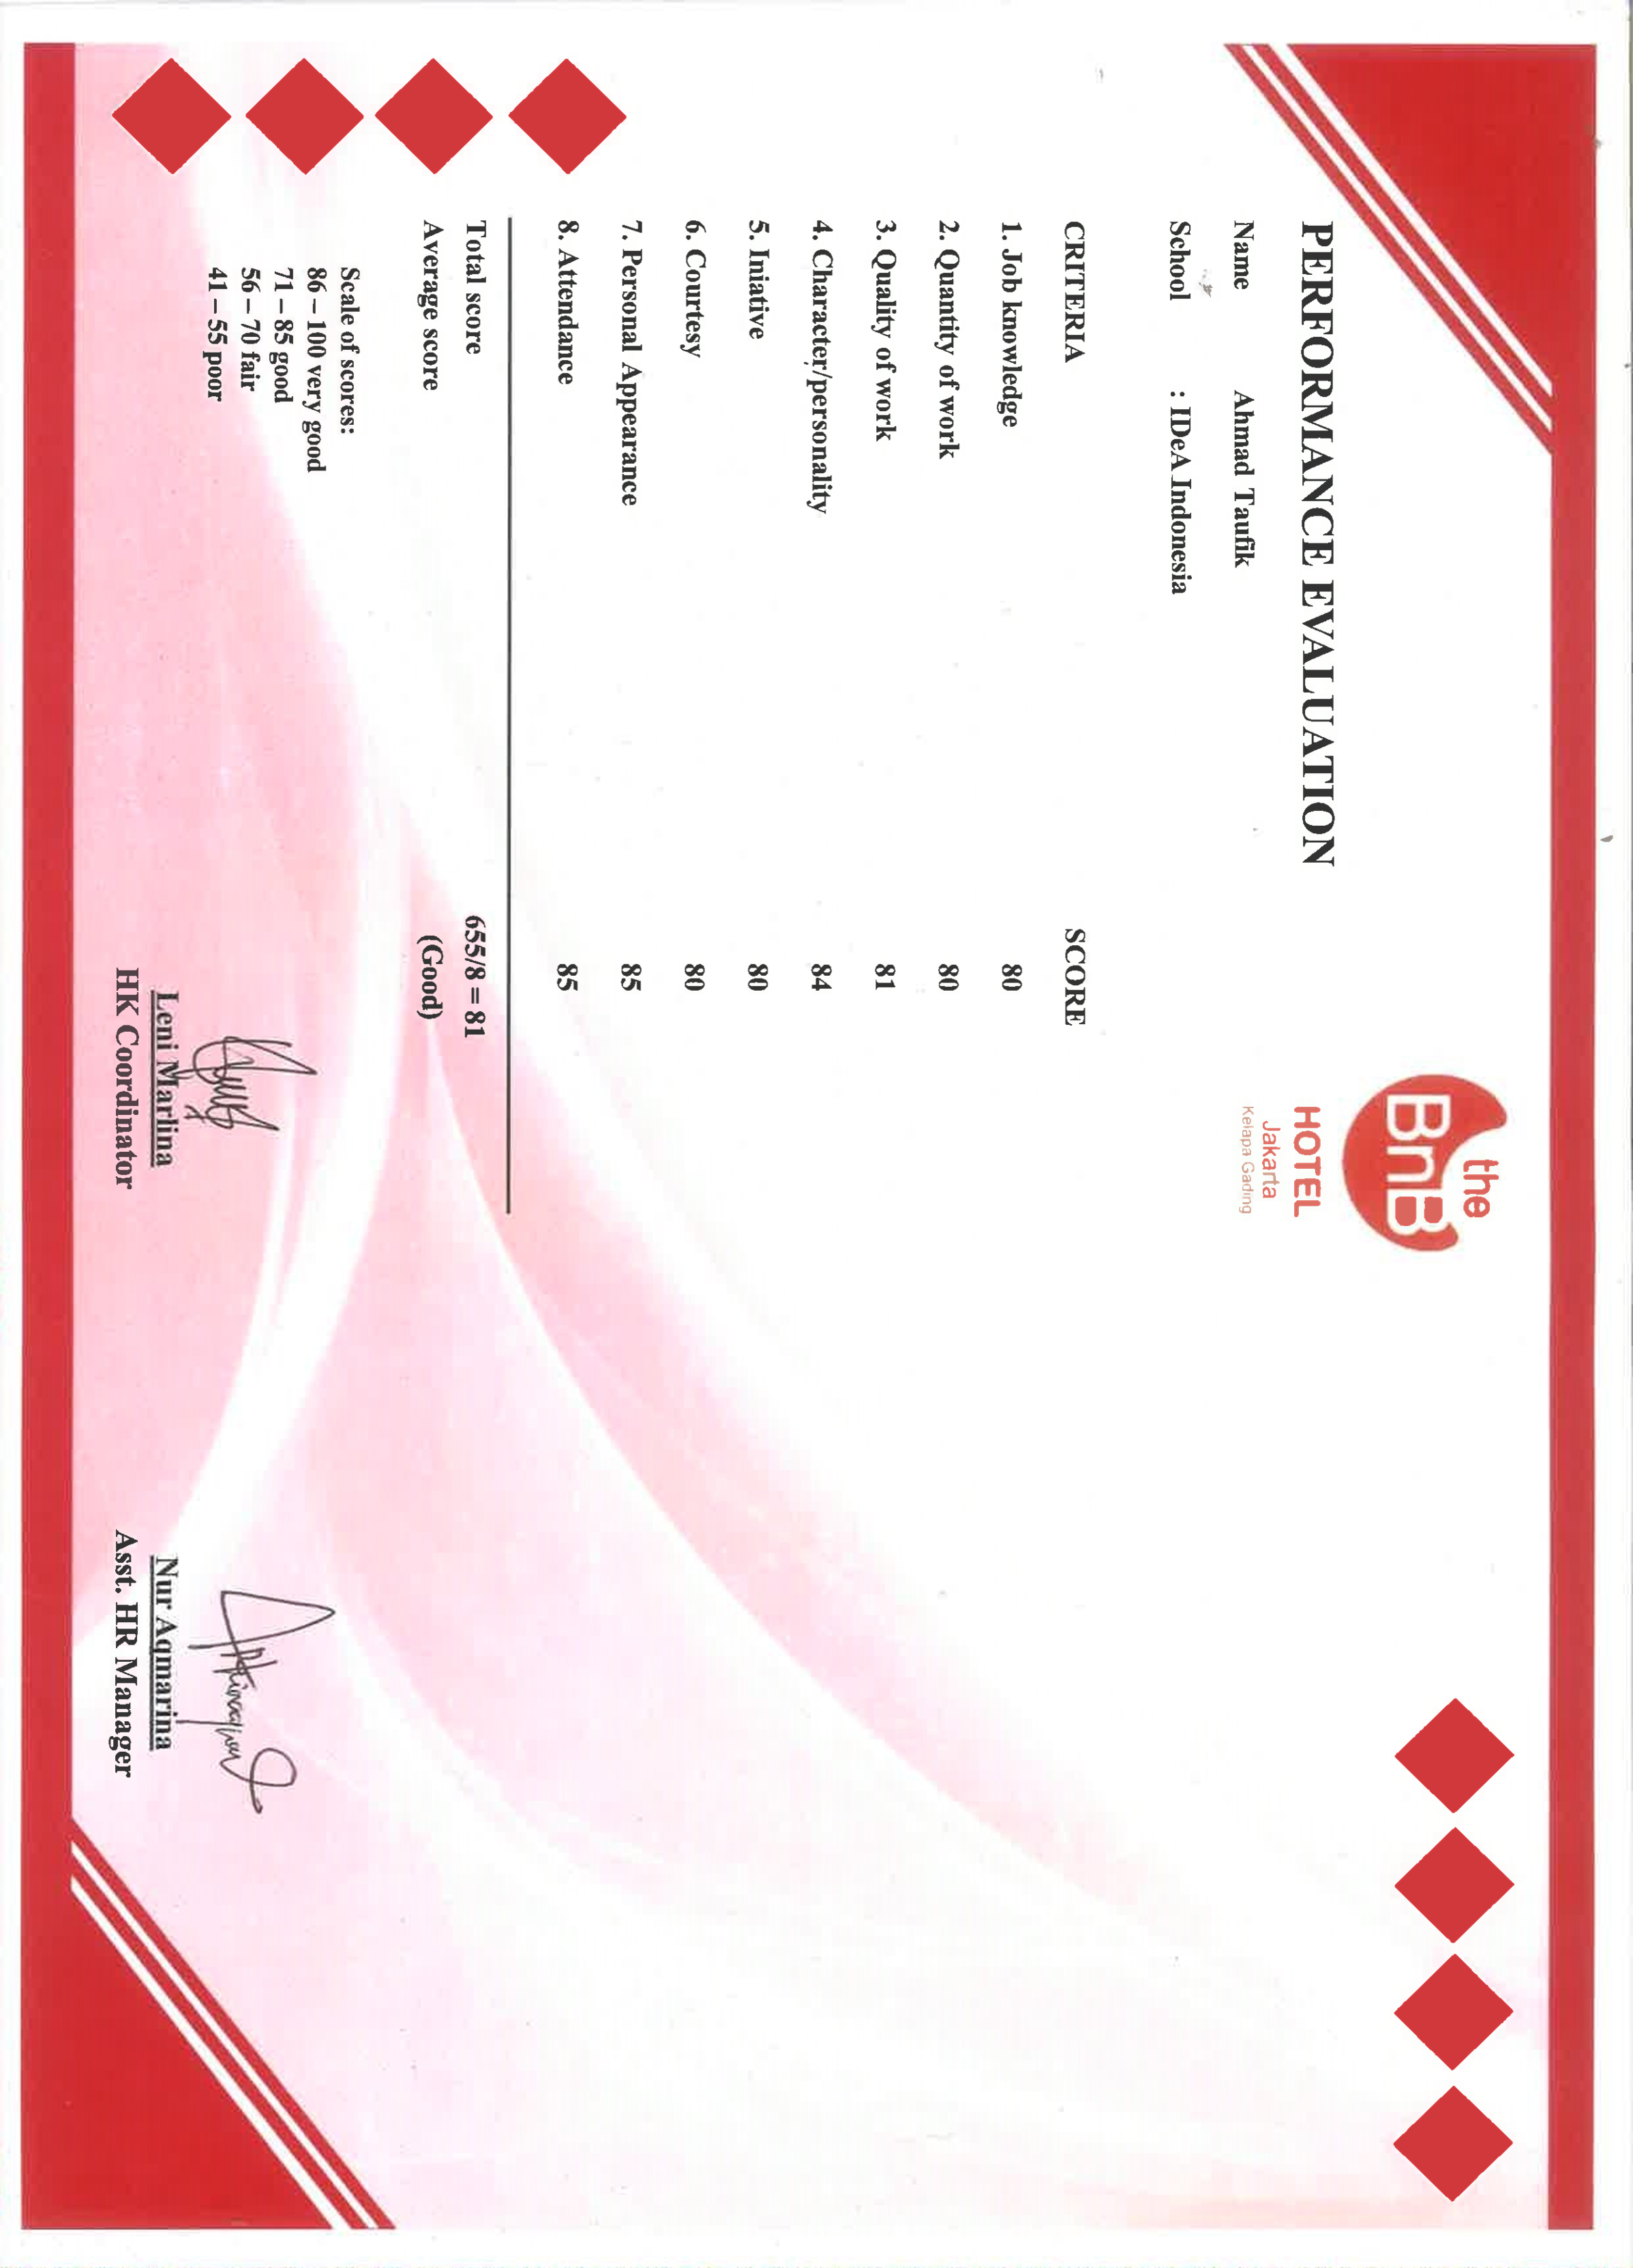 the
BnB
HOTEL
Jakarta
Kelapa Gading
PERFORMANCE EVALUATION
Name Ahmad Taufik
School : IDeA Indonesia
CRITERIA SCORE
1. Job knowledge 80
2. Quantity of work 80
3. Quality of work 81
4. Character/personality 84
5. Iniative 80
6. Courtesy 80
7. Personal Appearance 85
8. Attendance 85
Total score 655/8 = 81
Average score (Good)
Scale of scores:
86 – 100 very good
71 – 85 good
56 – 70 fair
41 – 55 poor
Leni Marlina Nur Aqmarina
HK Coordinator Asst. HR Manager